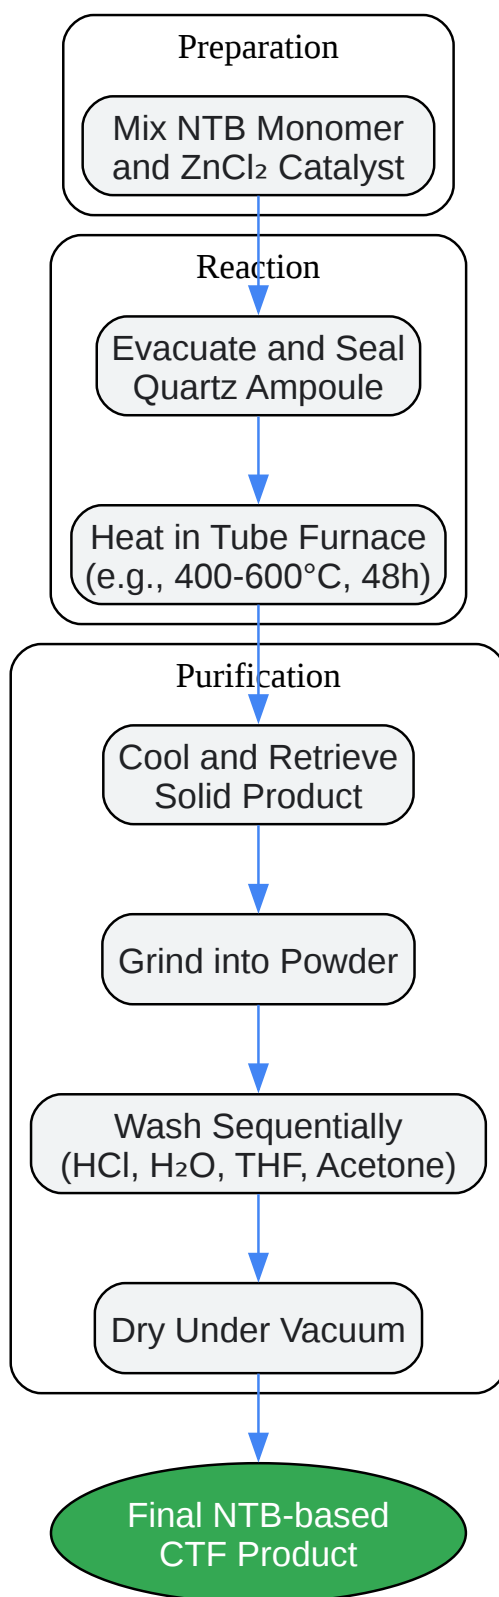 Preparation
Mix NTB Monomer
and ZnCl₂ Catalyst
Reaction
Evacuate and Seal
Quartz Ampoule
Heat in Tube Furnace
(e.g., 400-600°C, 48h)
Purification
Cool and Retrieve
Solid Product
Grind into Powder
Wash Sequentially
(HCl, H₂O, THF, Acetone)
Dry Under Vacuum
Final NTB-based
CTF Product